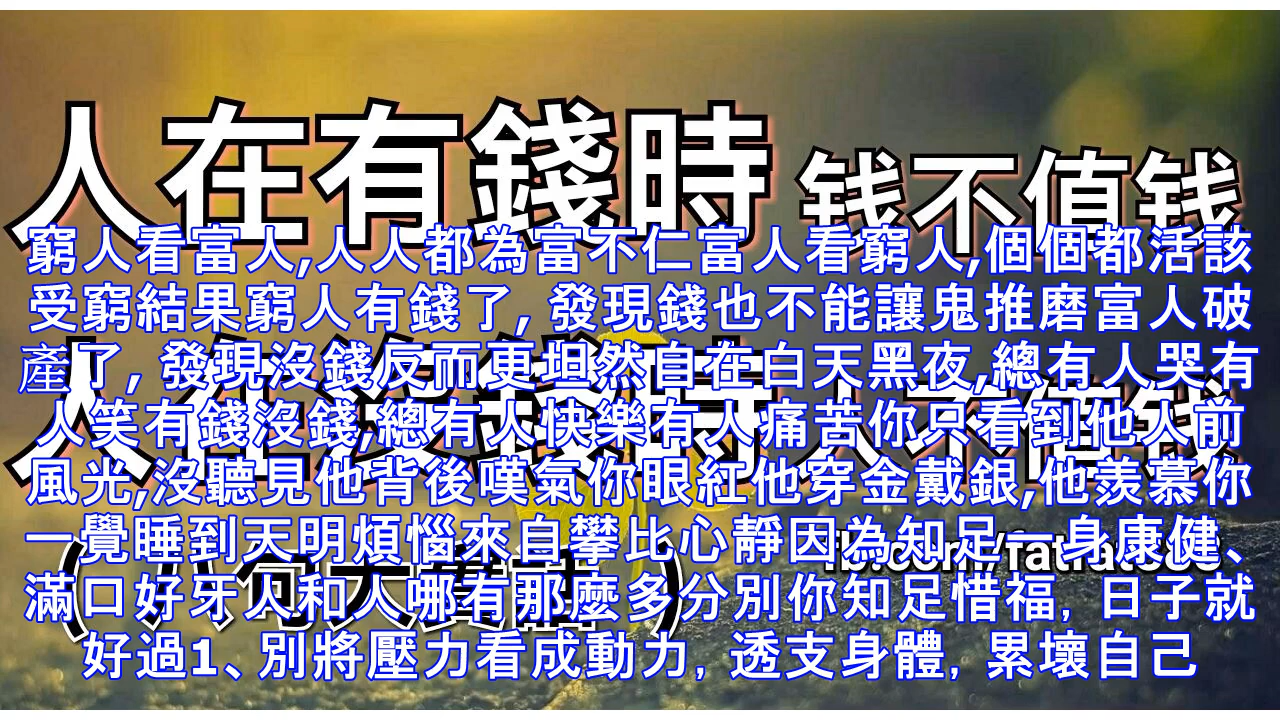 人在有錢時 钱不值钱
窮人看富人,人人都為富不仁富人看窮人,個個都活該
受窮結果窮人有錢了, 發現錢也不能讓鬼推磨富人破
產了, 發現沒錢反而更坦然自在白天黑夜,總有人哭有
人在沒錢時人不值钱
人笑有錢沒錢,總有人快樂有人痛苦你只看到他人前
風光,沒聽見他背後嘆氣你眼紅他穿金戴銀,他羨慕你
一覺睡到天明煩惱來自攀比心靜因為知足一身康健、
滿口好牙人和人哪有那麼多分別你知足惜福, 日子就
好過1、別將壓力看成動力, 透支身體, 累壞自己